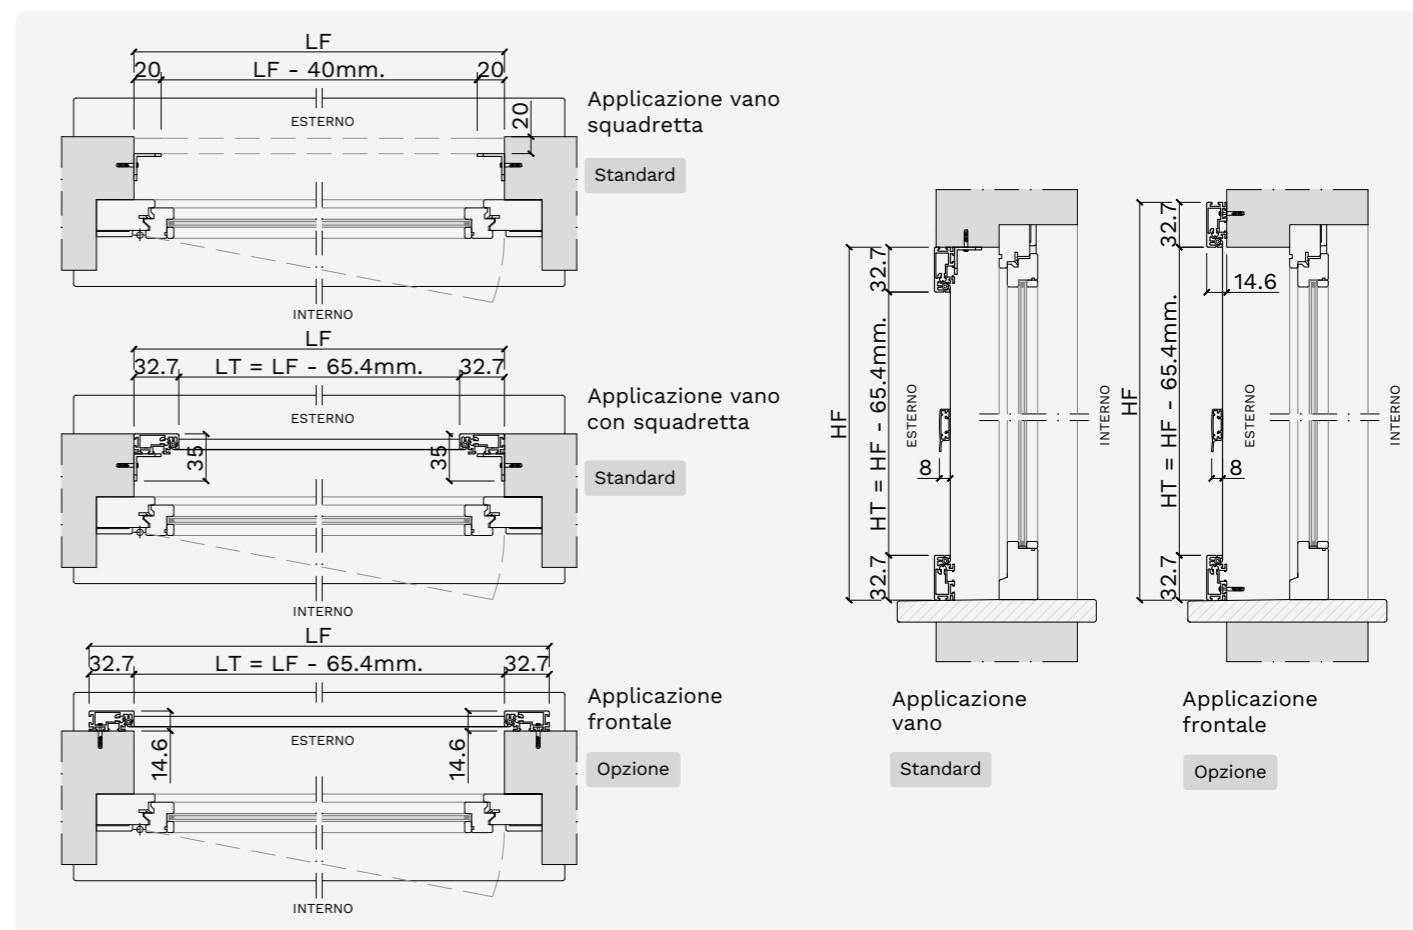 LF
20
LF - 40mm.
20
ESTERNO
20
INTERNO
Applicazione vano
squadretta
Standard
LF
32.7
LT = LF - 65.4mm.
32.7
ESTERNO
35
35
INTERNO
Applicazione vano
con squadretta
Standard
LF
32.7
LT = LF - 65.4mm.
32.7
ESTERNO
14.6
14.6
INTERNO
Applicazione
frontale
Opzione
HF
32.7
HT = HF - 65.4mm.
32.7
ESTERNO
8
INTERNO
Applicazione
vano
Standard
HF
32.7
14.6
HT = HF - 65.4mm.
32.7
ESTERNO
8
INTERNO
Applicazione
frontale
Opzione